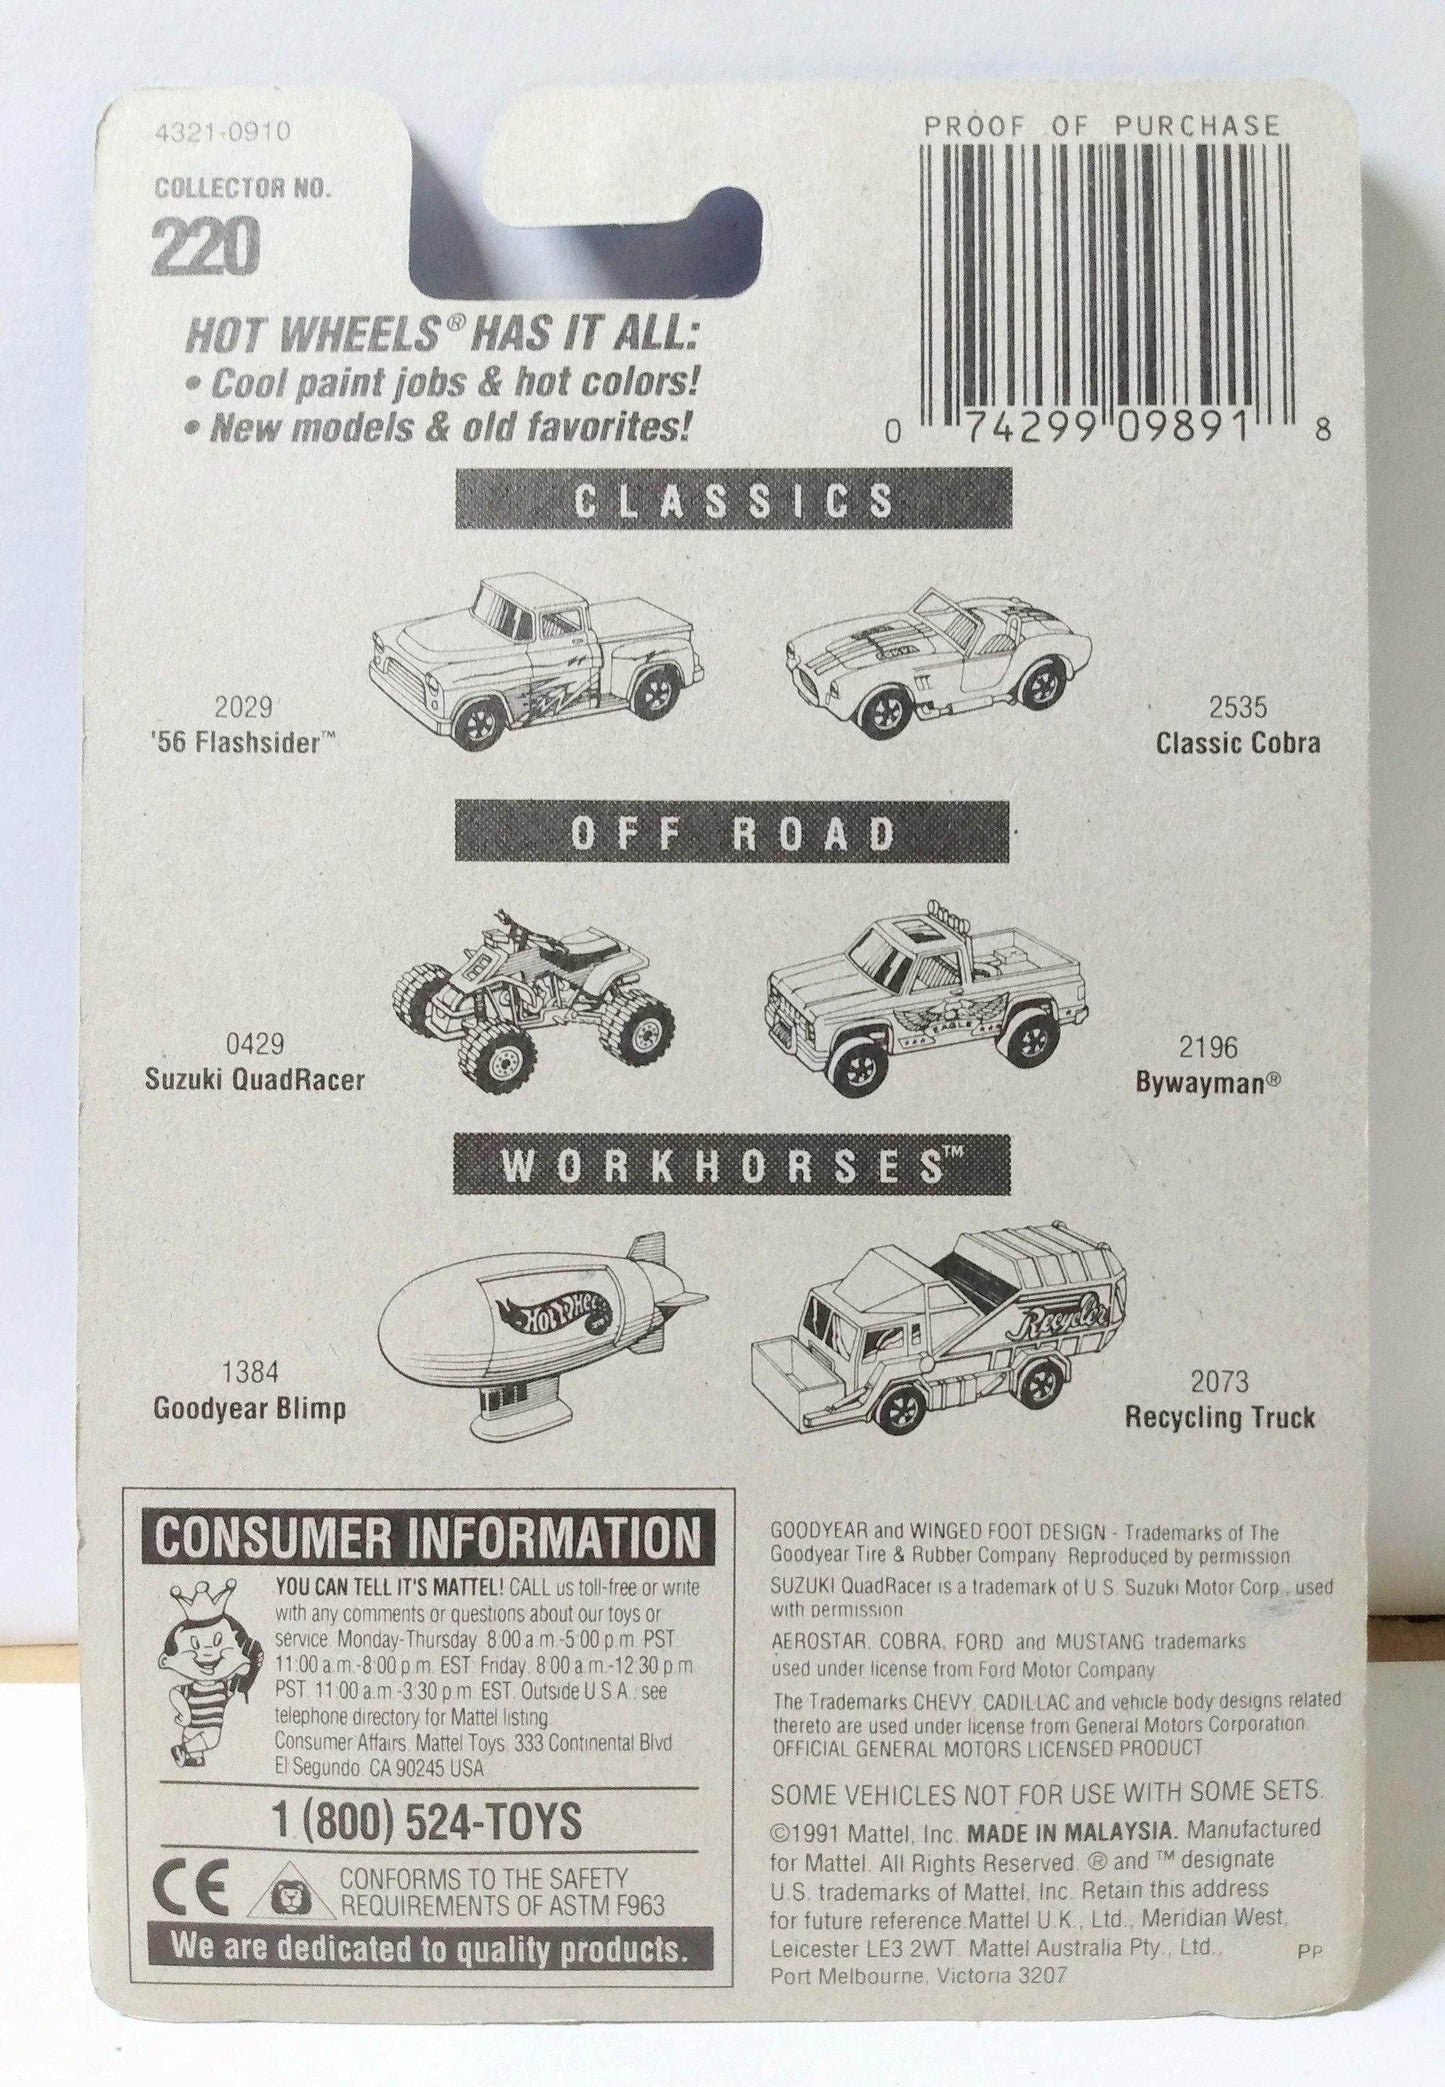 4321-0910
COLLECTOR NO.
220
PROOF OF PURCHASE
0 74299 09891 8
HOT WHEELS® HAS IT ALL:
• Cool paint jobs & hot colors!
• New models & old favorites!
CLASSICS
2029
'56 Flashsider™
2535
Classic Cobra
OFF ROAD
EAGLE
0429
Suzuki QuadRacer
2196
Bywayman®
WORKHORSES™
HOT WHEELS
Recycler
1384
Goodyear Blimp
2073
Recycling Truck
CONSUMER INFORMATION
YOU CAN TELL IT'S MATTEL! CALL us toll-free or write
with any comments or questions about our toys or
service. Monday-Thursday. 8:00 a.m.-5:00 p.m. PST.
11:00 a.m.-8:00 p.m. EST. Friday. 8:00 a.m.-12:30 p.m.
PST. 11:00 a.m.-3:30 p.m. EST. Outside U.S.A.: see
telephone directory for Mattel listing
Consumer Affairs. Mattel Toys. 333 Continental Blvd.
El Segundo. CA 90245 USA
1 (800) 524-TOYS
CE
CONFORMS TO THE SAFETY
REQUIREMENTS OF ASTM F963
We are dedicated to quality products.
GOODYEAR and WINGED FOOT DESIGN - Trademarks of The
Goodyear Tire & Rubber Company. Reproduced by permission
SUZUKI QuadRacer is a trademark of U.S. Suzuki Motor Corp., used
with permission
AEROSTAR, COBRA, FORD and MUSTANG trademarks
used under license from Ford Motor Company.
The Trademarks CHEVY, CADILLAC and vehicle body designs related
thereto are used under license from General Motors Corporation.
OFFICIAL GENERAL MOTORS LICENSED PRODUCT
SOME VEHICLES NOT FOR USE WITH SOME SETS.
©1991 Mattel, Inc. MADE IN MALAYSIA. Manufactured
for Mattel. All Rights Reserved. ® and ™ designate
U.S. trademarks of Mattel, Inc. Retain this address
for future reference.Mattel U.K., Ltd., Meridian West,
Leicester LE3 2WT. Mattel Australia Pty., Ltd.,
Port Melbourne, Victoria 3207
PP